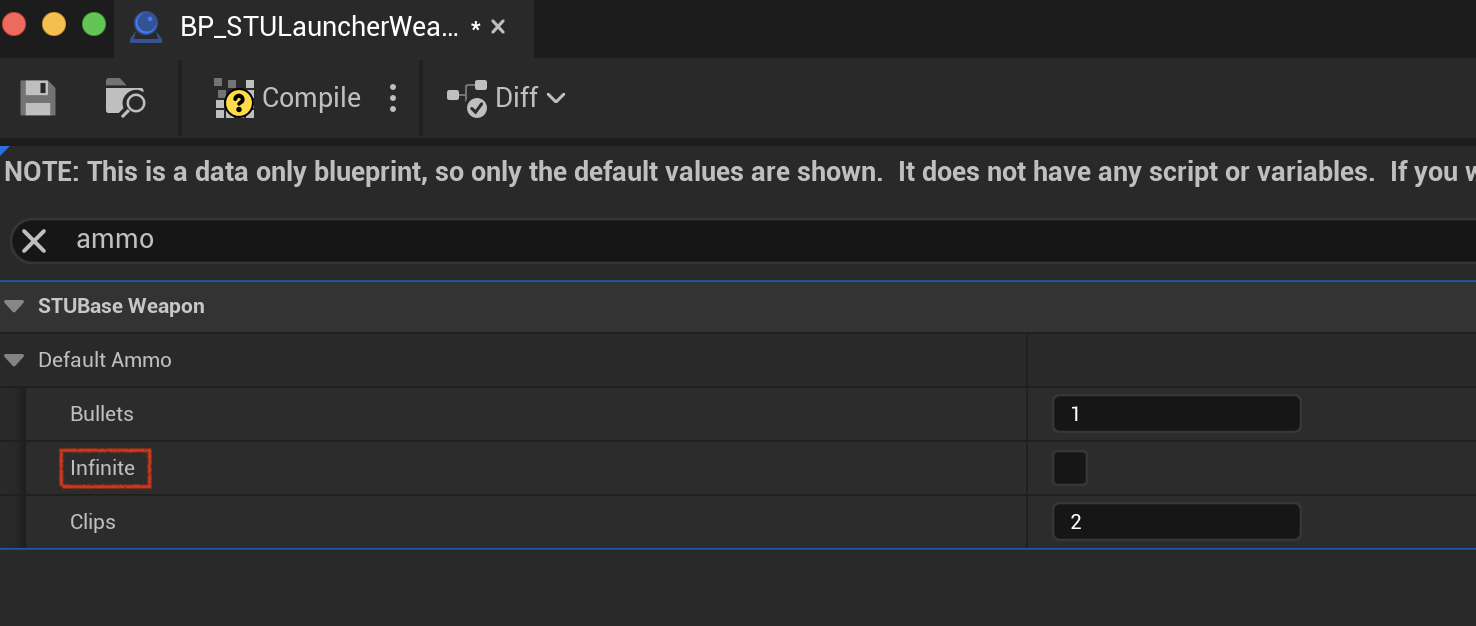 BP_STULauncherWea... *
Compile
Diff
NOTE: This is a data only blueprint, so only the default values are shown.  It does not have any script or variables.  If you w
ammo
STUBase Weapon
Default Ammo
Bullets 1
Infinite
Clips 2